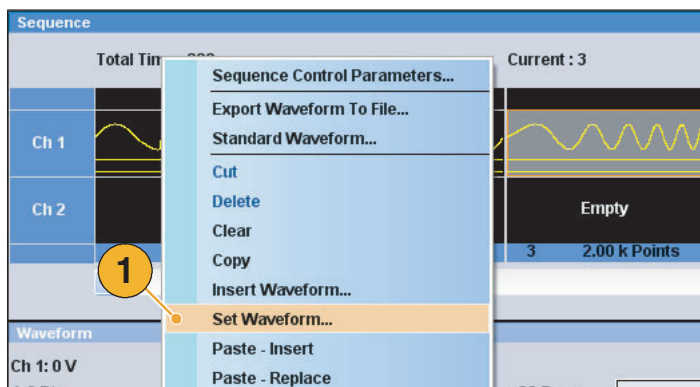 Sequence
Total Tim
Current : 3
Sequence Control Parameters...
Export Waveform To File...
Standard Waveform...
Ch 1
Cut
Delete
Ch 2
Empty
Clear
3 2.00 k Points
Copy
1
Insert Waveform...
Set Waveform...
Waveform
Paste - Insert
Ch 1: 0 V
Paste - Replace